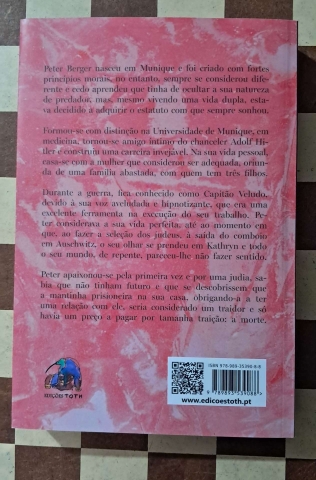 Peter Berger nasceu em Munique e foi criado com fortes
princípios morais, no entanto, sempre se considerou dife-
rente e cedo aprendeu que tinha de ocultar a sua natureza
de predador, mas, mesmo vivendo uma vida dupla, esta-
va decidido a adquirir o estatuto com que sempre sonhou.
Formou-se com distinção na Universidade de Munique, em
medicina, tornou-se amigo íntimo do chanceler Adolf Hi-
tler e construiu uma carreira invejável. Na sua vida pessoal,
casa-se com a mulher que considerou ser adequada, oriun-
da de uma família abastada, com quem tem três filhos.
Durante a guerra, fica conhecido como Capitão Veludo,
devido à sua voz aveludada e hipnotizante, que era uma
excelente ferramenta na execução do seu trabalho. Pe-
ter considerava a sua vida perfeita, até ao momento em
que, ao fazer a seleção dos judeus, à saída do comboio
em Auschwitz, o seu olhar se prendeu em Kathryn e todo
o seu mundo, de repente, pareceu-lhe não fazer sentido.
Peter apaixonou-se pela primeira vez e por uma judia, sa-
bia que não tinham futuro e que se descobrissem que
a mantinha prisioneira na sua casa, obrigando-a a ter
uma relação com ele, seria considerado um traidor e só
havia um preço a pagar por tamanha traição: a morte.
EDIÇÕES TOTH
www.edicoestoth.pt